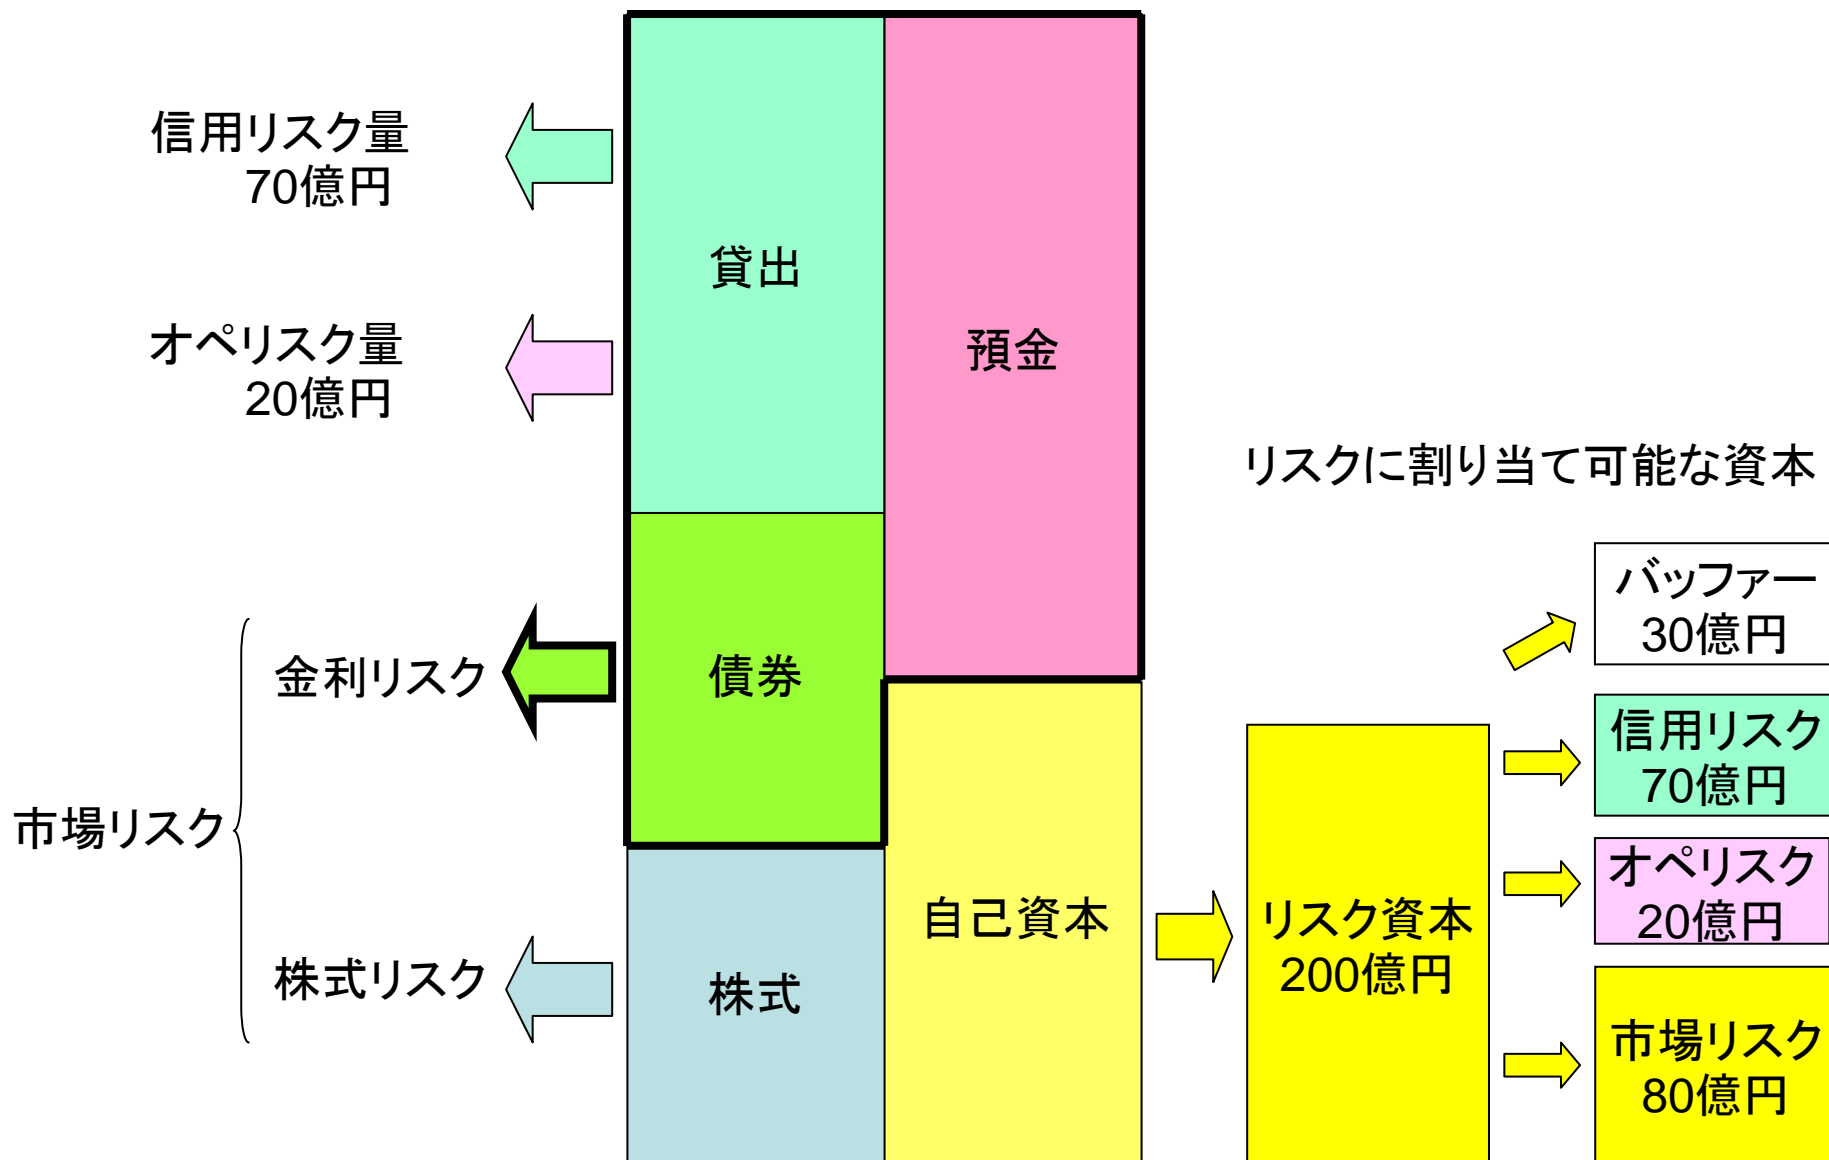 信用リスク量
70億円
オペリスク量
20億円
市場リスク
金利リスク
株式リスク
貸出
債券
株式
預金
自己資本
リスクに割り当て可能な資本
リスク資本
200億円
バッファー
30億円
信用リスク
70億円
オペリスク
20億円
市場リスク
80億円